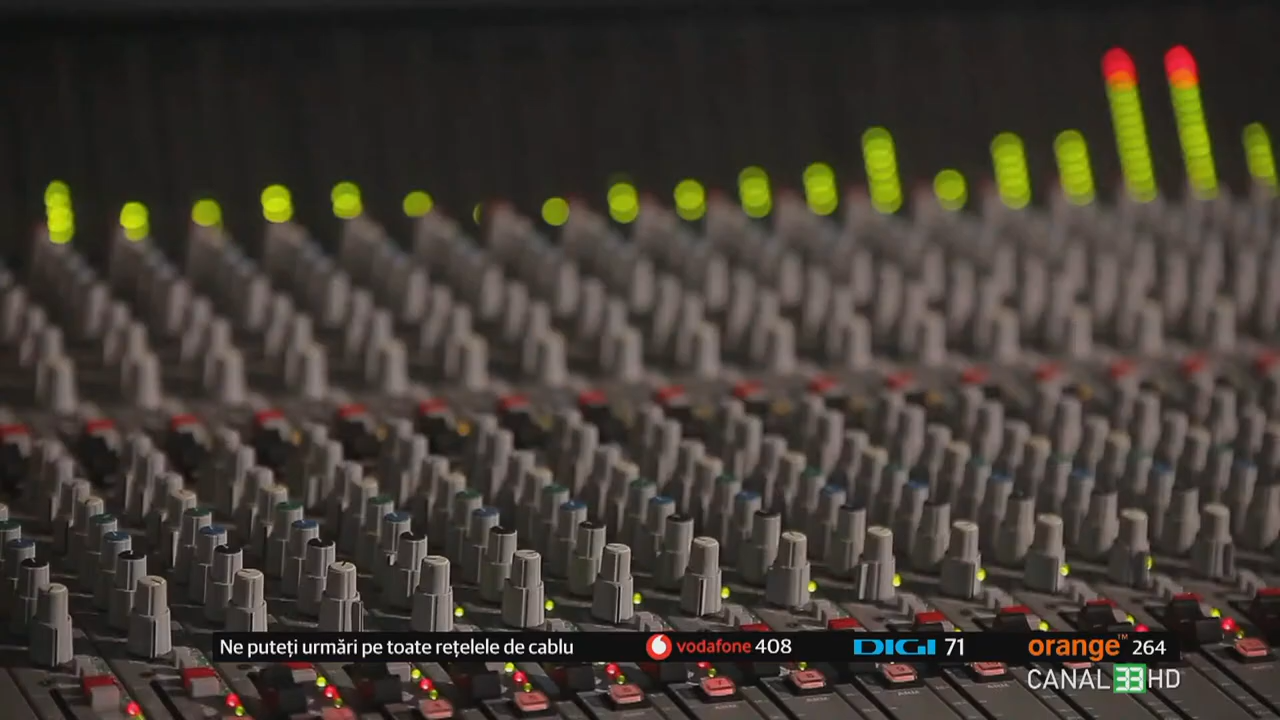 Ne puteți urmări pe toate rețelele de cablu vodafone 408 DIGI 71 orange™ 264
CANAL 33 HD